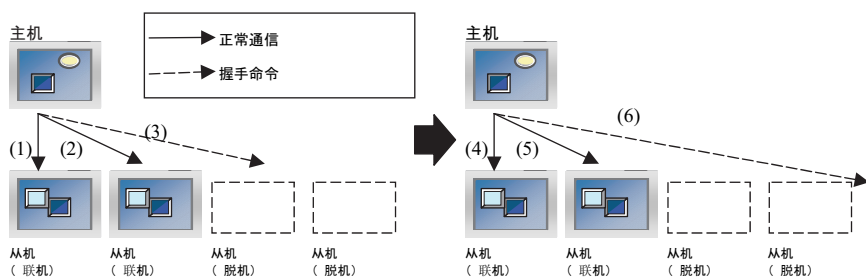 主机
正常通信
握手命令
(1)
(2)
(3)
从机
( 联机)
从机
( 联机)
从机
( 脱机)
从机
( 脱机)
主机
(4)
(5)
(6)
从机
( 联机)
从机
( 联机)
从机
( 脱机)
从机
( 脱机)